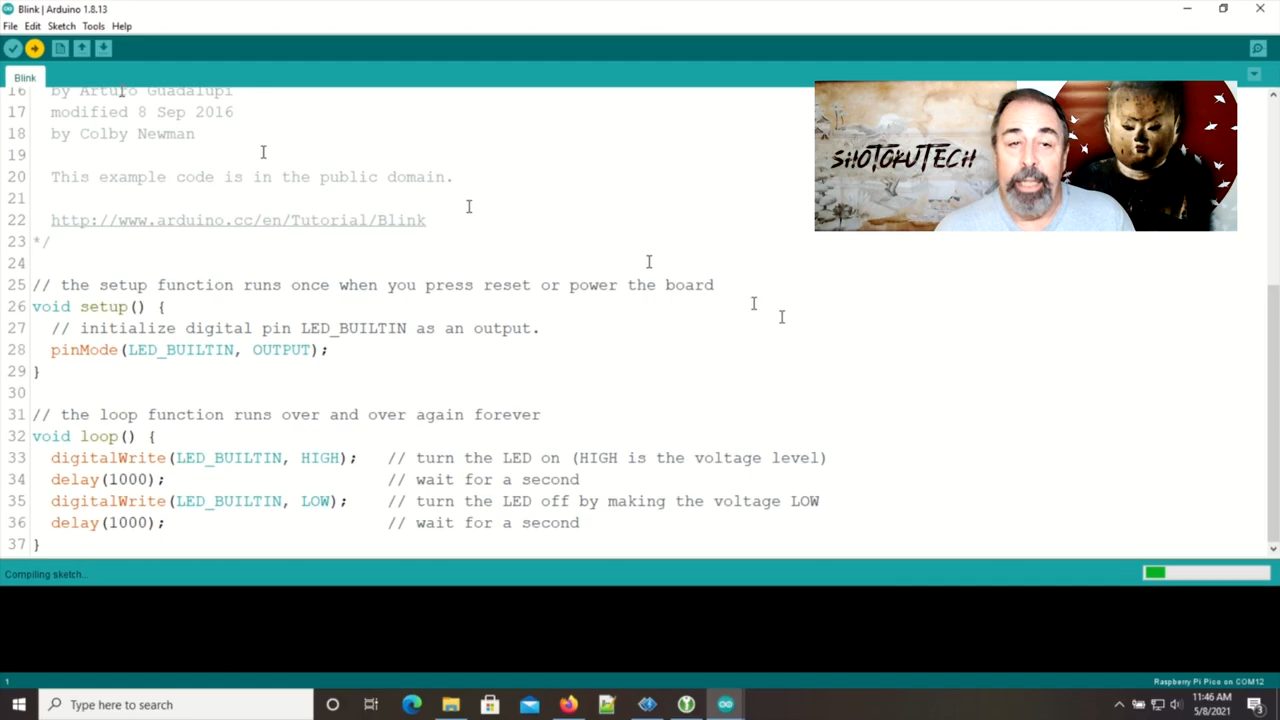 Blink | Arduino 1.8.13
File Edit Sketch Tools Help
Blink
16 by Arturo Guadalupi
17 modified 8 Sep 2016
18 by Colby Newman
19
20 This example code is in the public domain.
21
22 http://www.arduino.cc/en/Tutorial/Blink
23 */
24
25 // the setup function runs once when you press reset or power the board
26 void setup() {
27 // initialize digital pin LED_BUILTIN as an output.
28 pinMode(LED_BUILTIN, OUTPUT);
29 }
30
31 // the loop function runs over and over again forever
32 void loop() {
33 digitalWrite(LED_BUILTIN, HIGH); // turn the LED on (HIGH is the voltage level)
34 delay(1000); // wait for a second
35 digitalWrite(LED_BUILTIN, LOW); // turn the LED off by making the voltage LOW
36 delay(1000); // wait for a second
37 }
SHOTOKUTECH
Compiling sketch...
1
Raspberry Pi Pico on COM12
Type here to search
11:46 AM
5/8/2021
3